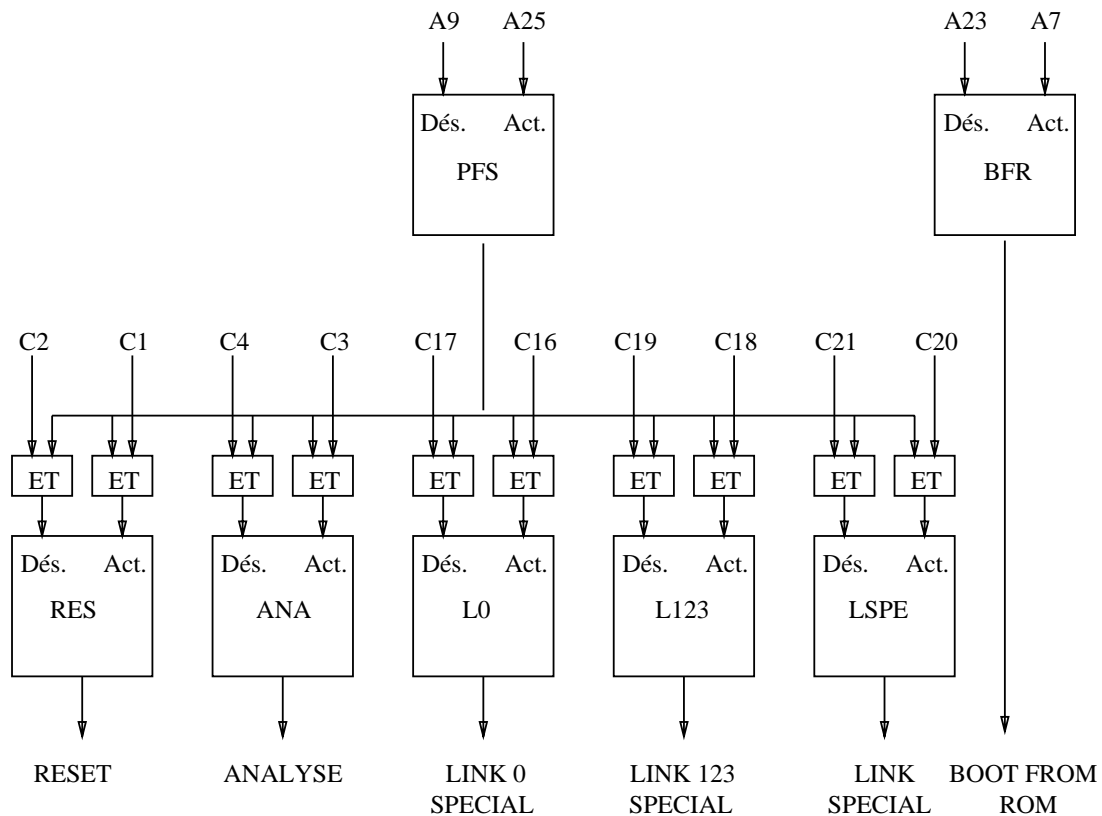 A9 A25 A23 A7
Dés. Act. Dés. Act.
PFS BFR
C2 C1 C4 C3 C17 C16 C19 C18 C21 C20
ET ET ET ET ET ET ET ET ET ET
Dés. Act. Dés. Act. Dés. Act. Dés. Act. Dés. Act.
RES ANA L0 L123 LSPE
RESET ANALYSE LINK 0 LINK 123 LINK BOOT FROM
SPECIAL SPECIAL SPECIAL ROM